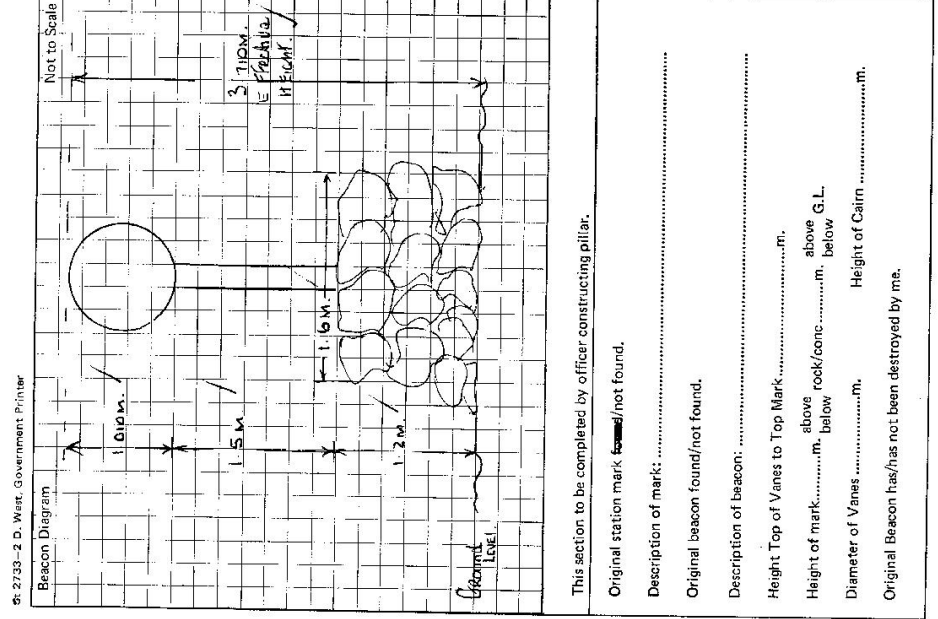 St 2733–2 D. West, Government Printer
Beacon Diagram
Not to Scale
1.010M.
1.5M
1.2M
1.6M.
3.710M.
Effective
Height.
Ground
Level
This section to be completed by officer constructing pillar.
Original station mark found/not found.
Description of mark: ........................................
Original beacon found/not found.
Description of beacon: ........................................
Height Top of Vanes to Top Mark....................m.
Height of mark............m. above below rock/conc............m. above below G.L.
Diameter of Vanes ....................m. Height of Cairn ....................m.
Original Beacon has/has not been destroyed by me.